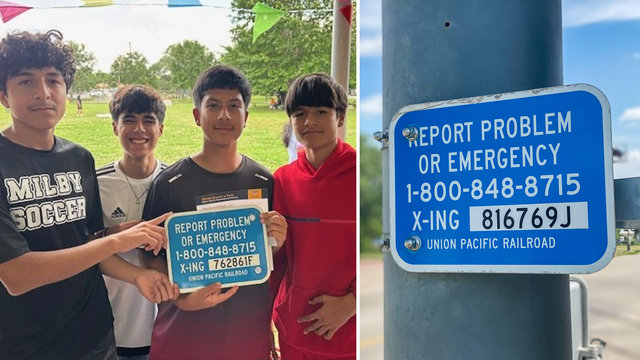 MILBY
SOCCER
REPORT PROBLEM
OR EMERGENCY
1-800-848-8715
X-ING 762861F
UNION PACIFIC RAILROAD
REPORT PROBLEM
OR EMERGENCY
1-800-848-8715
X-ING 816769J
UNION PACIFIC RAILROAD